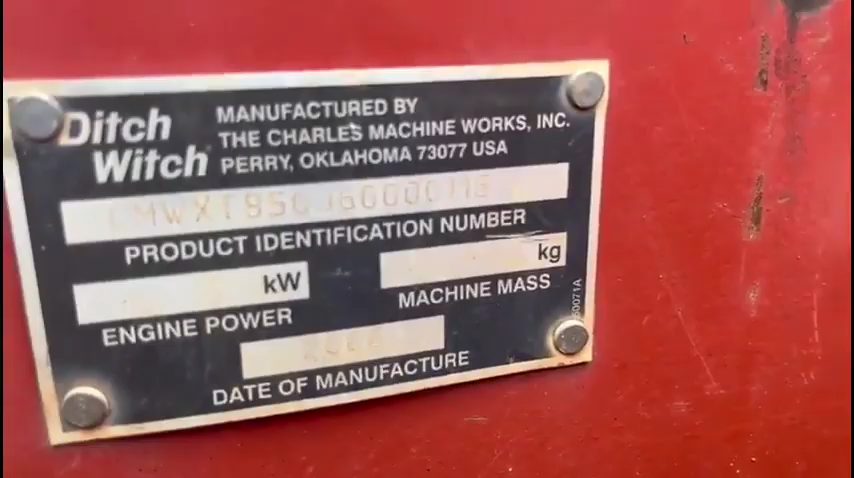 Ditch
Witch®
MANUFACTURED BY
THE CHARLES MACHINE WORKS, INC.
PERRY, OKLAHOMA 73077 USA
PRODUCT IDENTIFICATION NUMBER
kW
ENGINE POWER
kg
MACHINE MASS
DATE OF MANUFACTURE